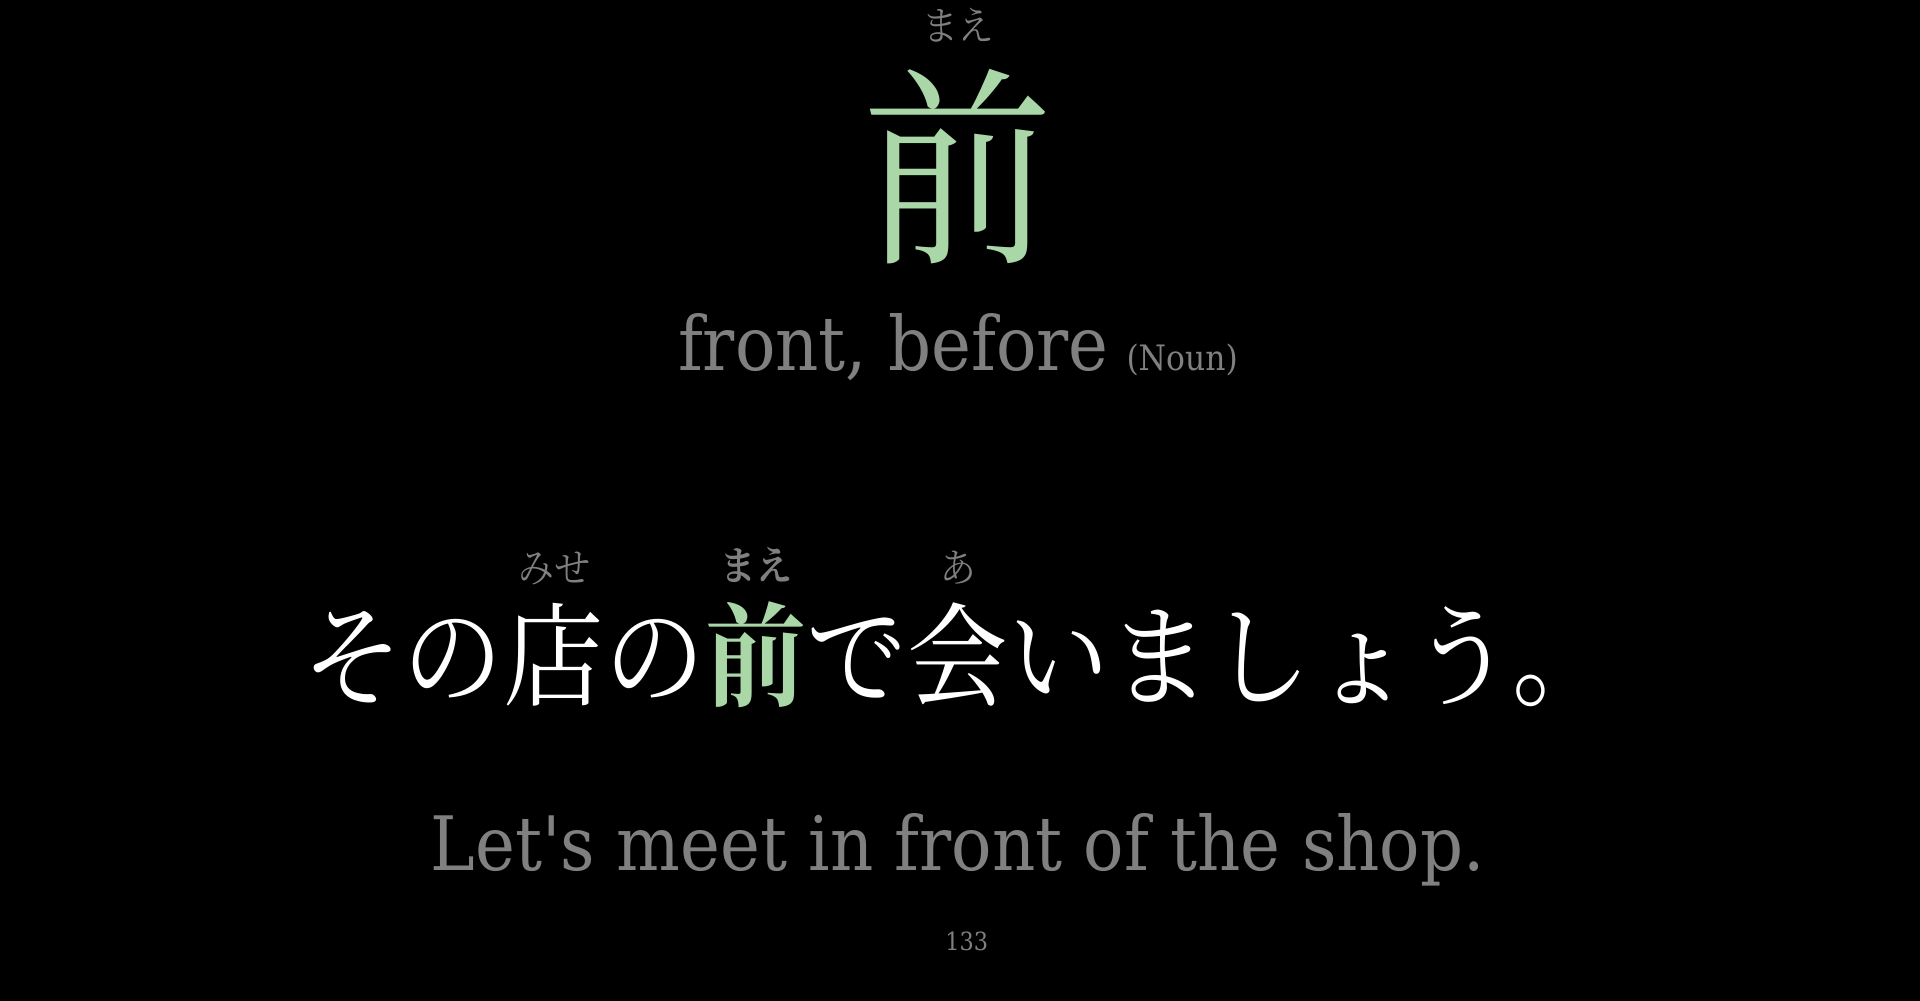 まえ
前
front, before (Noun)
みせ まえ あ
その店の前で会いましょう。
Let's meet in front of the shop.
133